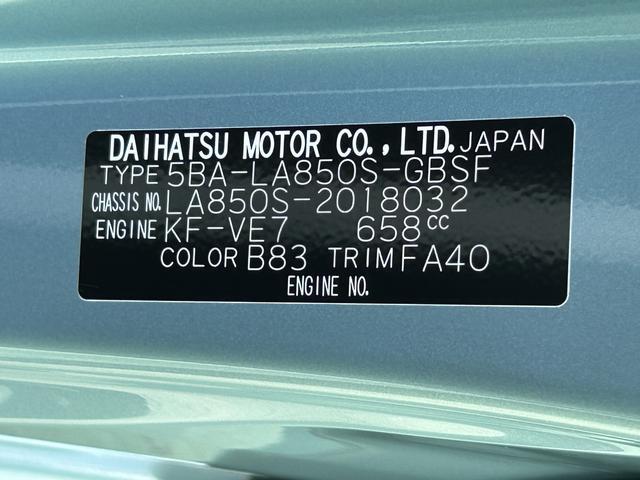 DAIHATSU MOTOR CO., LTD. JAPAN
TYPE 5BA-LA850S-GBSF
CHASSIS NO. LA850S-2018032
ENGINE KF-VE7 658cc
COLOR B83 TRIM FA40
ENGINE NO.